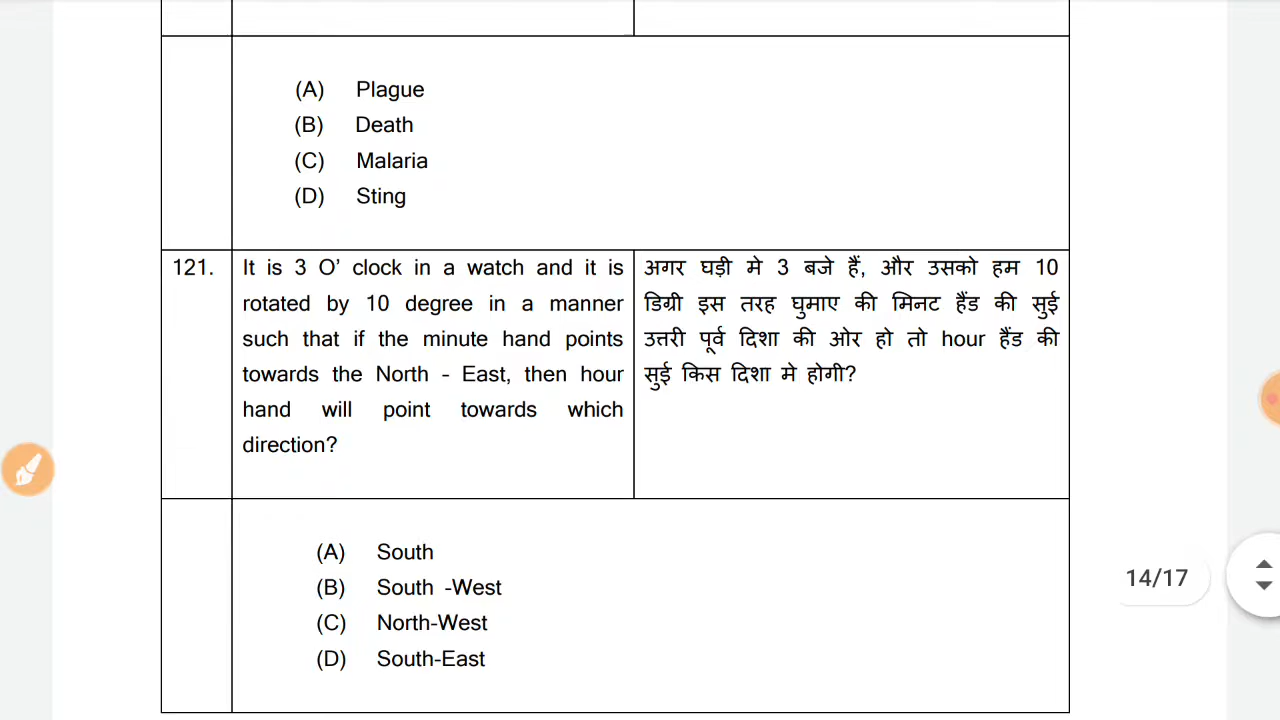 (A) Plague
(B) Death
(C) Malaria
(D) Sting
121.
It is 3 O’ clock in a watch and it is
rotated by 10 degree in a manner
such that if the minute hand points
towards the North - East, then hour
hand will point towards which
direction?
अगर घड़ी मे 3 बजे हैं, और उसको हम 10
डिग्री इस तरह घुमाए की मिनट हैंड की सुई
उत्तरी पूर्व दिशा की ओर हो तो hour हैंड की
सुई किस दिशा मे होगी?
(A) South
(B) South -West
(C) North-West
(D) South-East
14/17